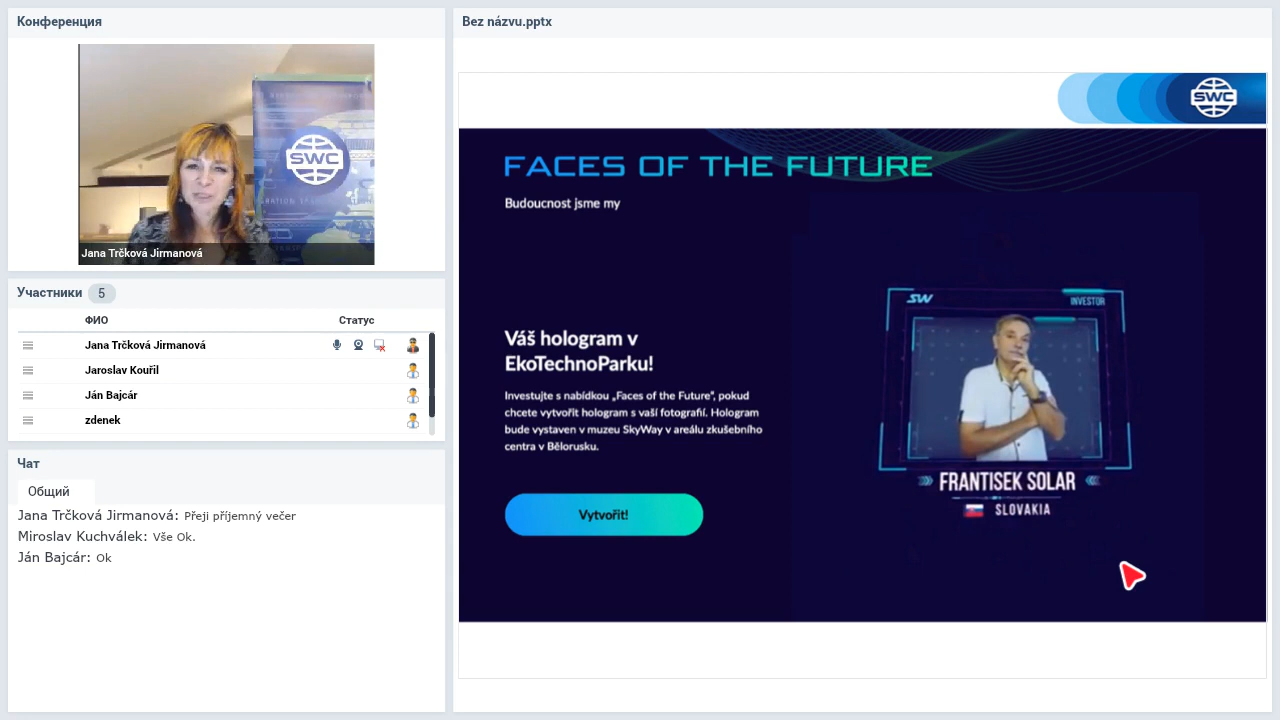 Конференция
Jana Trčková Jirmanová
SWC
Участники 5
ФИО Статус
Jana Trčková Jirmanová
Jaroslav Kouřil
Ján Bajcár
zdenek
Чат
Общий
Jana Trčková Jirmanová: Přeji příjemný večer
Miroslav Kuchválek: Vše Ok.
Ján Bajcár: Ok
Bez názvu.pptx
SWC
FACES OF THE FUTURE
Budoucnost jsme my
Váš hologram v
EkoTechnoParku!
Investujte s nabídkou „Faces of the Future“, pokud
chcete vytvořit hologram s vaší fotografií. Hologram
bude vystaven v muzeu SkyWay v areálu zkušebního
centra v Bělorusku.
Vytvořit!
SW INVESTOR
FRANTISEK SOLAR
SLOVAKIA